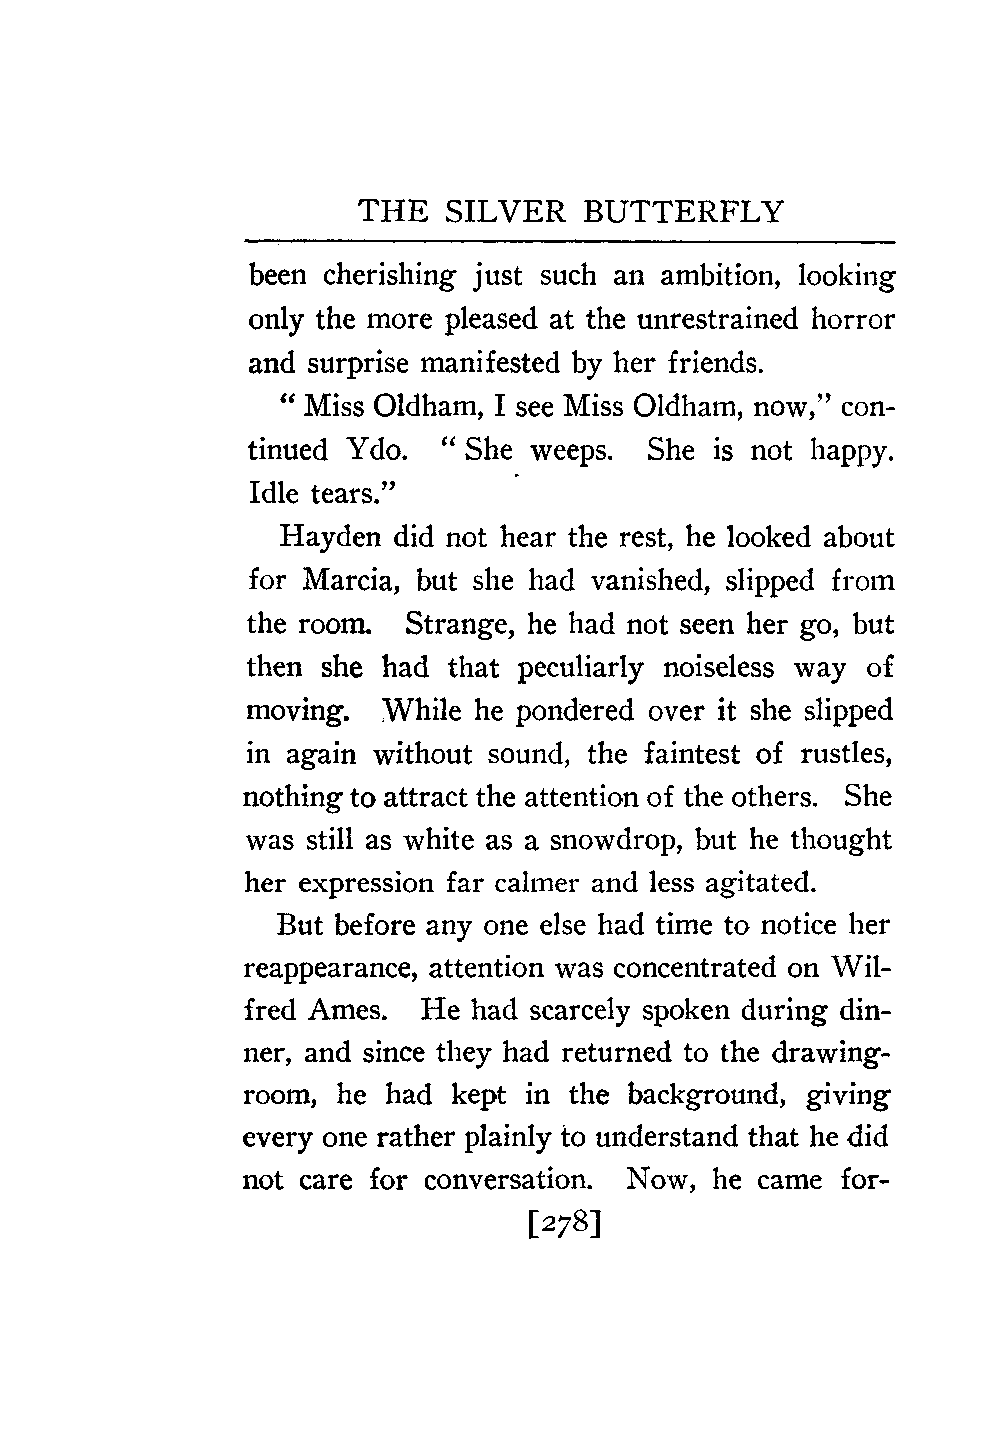 THE SILVER BUTTERFLY
been cherishing just such an ambition, looking
only the more pleased at the unrestrained horror
and surprise manifested by her friends.
“ Miss Oldham, I see Miss Oldham, now,” con-
tinued Ydo. “ She weeps. She is not happy.
Idle tears.”
Hayden did not hear the rest, he looked about
for Marcia, but she had vanished, slipped from
the room. Strange, he had not seen her go, but
then she had that peculiarly noiseless way of
moving. While he pondered over it she slipped
in again without sound, the faintest of rustles,
nothing to attract the attention of the others. She
was still as white as a snowdrop, but he thought
her expression far calmer and less agitated.
But before any one else had time to notice her
reappearance, attention was concentrated on Wil-
fred Ames. He had scarcely spoken during din-
ner, and since they had returned to the drawing-
room, he had kept in the background, giving
every one rather plainly to understand that he did
not care for conversation. Now, he came for-
[278]